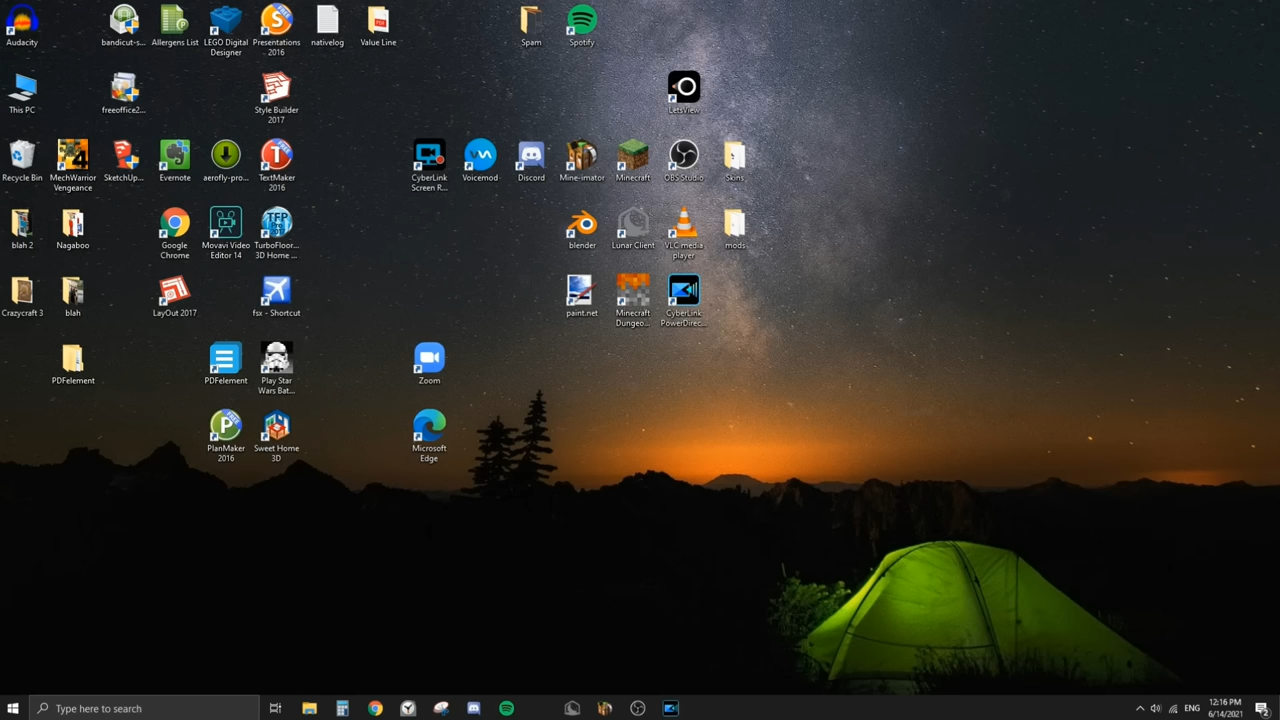 Audacity
bandicut-s...
Allergens List
LEGO Digital
Designer
Presentations
2016
nativelog
Value Line
Spam
Spotify
This PC
freeoffice2...
Style Builder
2017
LetsView
Recycle Bin
MechWarrior
Vengeance
SketchUp...
Evernote
aerofly-pro...
TextMaker
2016
CyberLink
Screen R...
Voicemod
Discord
Mine-imator
Minecraft
OBS Studio
Skins
blah 2
Nagaboo
Google
Chrome
Movavi Video
Editor 14
TurboFloor...
3D Home ...
blender
Lunar Client
VLC media
player
mods
Crazycraft 3
blah
LayOut 2017
fsx - Shortcut
paint.net
Minecraft
Dungeo...
CyberLink
PowerDirec...
PDFelement
PDFelement
Play Star
Wars Bat...
Zoom
PlanMaker
2016
Sweet Home
3D
Microsoft
Edge
Type here to search
ENG
12:16 PM
6/14/2021